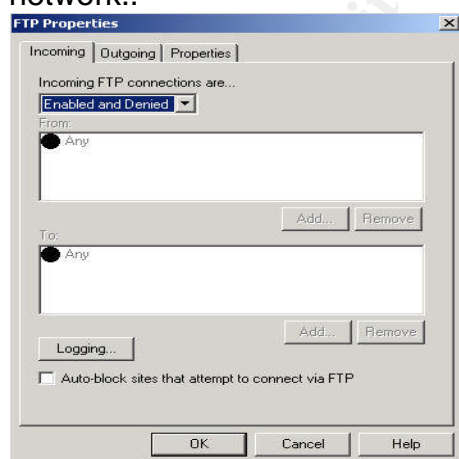 network..
FTP Properties
Incoming Outgoing Properties
Incoming FTP connections are...
Enabled and Denied
From:
Any
Add... Remove
To:
Any
Add... Remove
Logging...
Auto-block sites that attempt to connect via FTP
OK Cancel Help